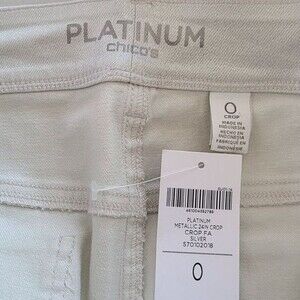 PLATINUM
chico's
0
CROP
MADE IN
INDONESIA
HECHO EN
INDONESIA
FABRIQUÉ EN
INDONÉSIE
PLATINUM
METALLIC 24IN CROP
CROP F.A.
SILVER
570102018
0